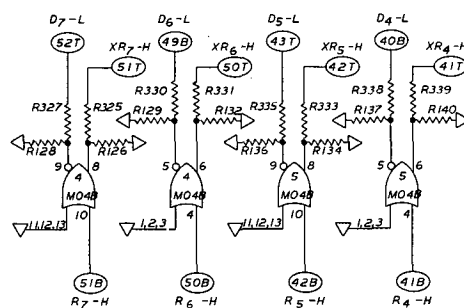 D7-L D6-L D5-L D4-L
52T XR7-H 49B XR6-H 43T XR5-H 40B XR4-H
51T 50T 42T 41T
R330 R331 R338 R339
R327 R325 R129 R132 R335 R333 R137 R140
R128 R126 R136 R134
9 8 5 6 9 8 5 6
4 4 5 5
M04B M04B M04B M04B
11,12,13 10 1,2,3 4 11,12,13 10 1,2,3 4
51B 50B 42B 41B
R7-H R6-H R5-H R4-H